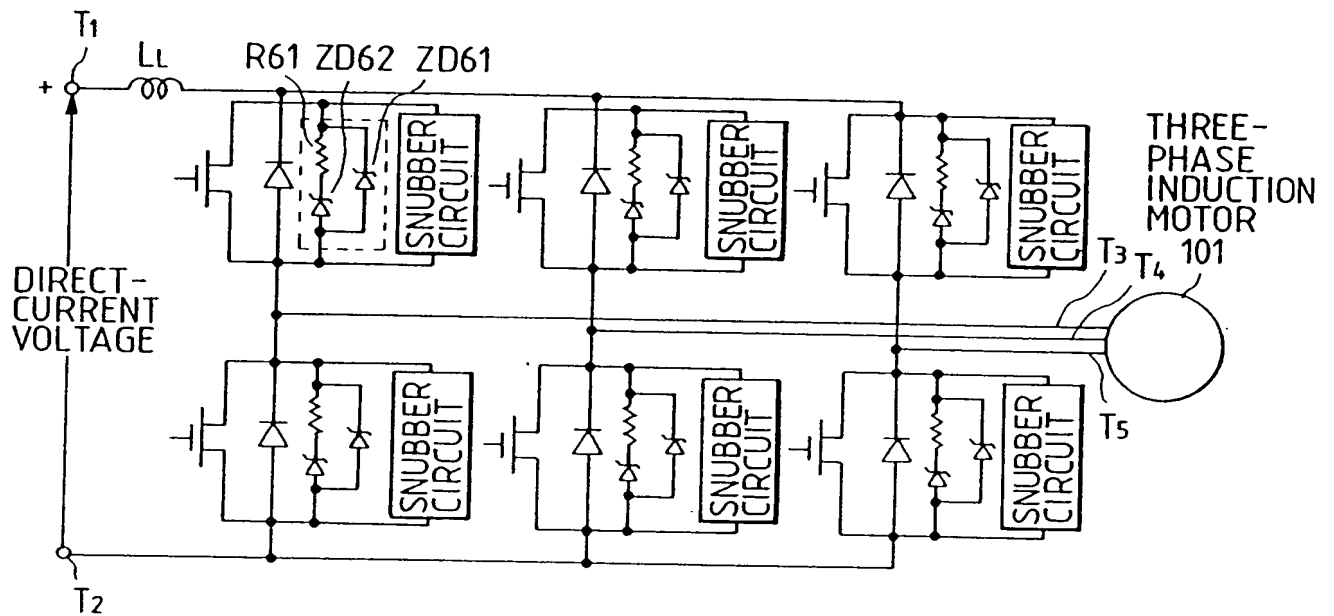 T1
LL
R61 ZD62 ZD61
+
SNUBBER
CIRCUIT
SNUBBER
CIRCUIT
SNUBBER
CIRCUIT
THREE-
PHASE
INDUCTION
MOTOR
101
T3
T4
DIRECT-
CURRENT
VOLTAGE
T5
SNUBBER
CIRCUIT
SNUBBER
CIRCUIT
SNUBBER
CIRCUIT
T2